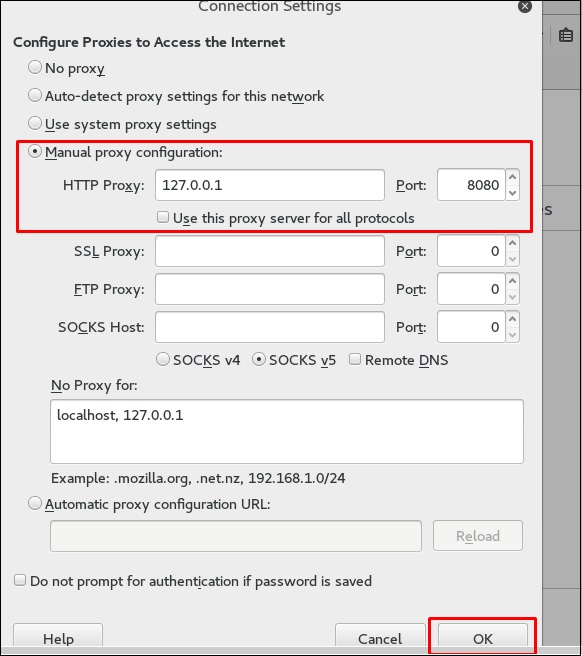 Connection Settings
Configure Proxies to Access the Internet
No proxy
Auto-detect proxy settings for this network
Use system proxy settings
Manual proxy configuration:
HTTP Proxy: 127.0.0.1 Port: 8080
Use this proxy server for all protocols
SSL Proxy: Port: 0
FTP Proxy: Port: 0
SOCKS Host: Port: 0
SOCKS v4 SOCKS v5 Remote DNS
No Proxy for:
localhost, 127.0.0.1
Example: .mozilla.org, .net.nz, 192.168.1.0/24
Automatic proxy configuration URL:
Reload
Do not prompt for authentication if password is saved
Help Cancel OK